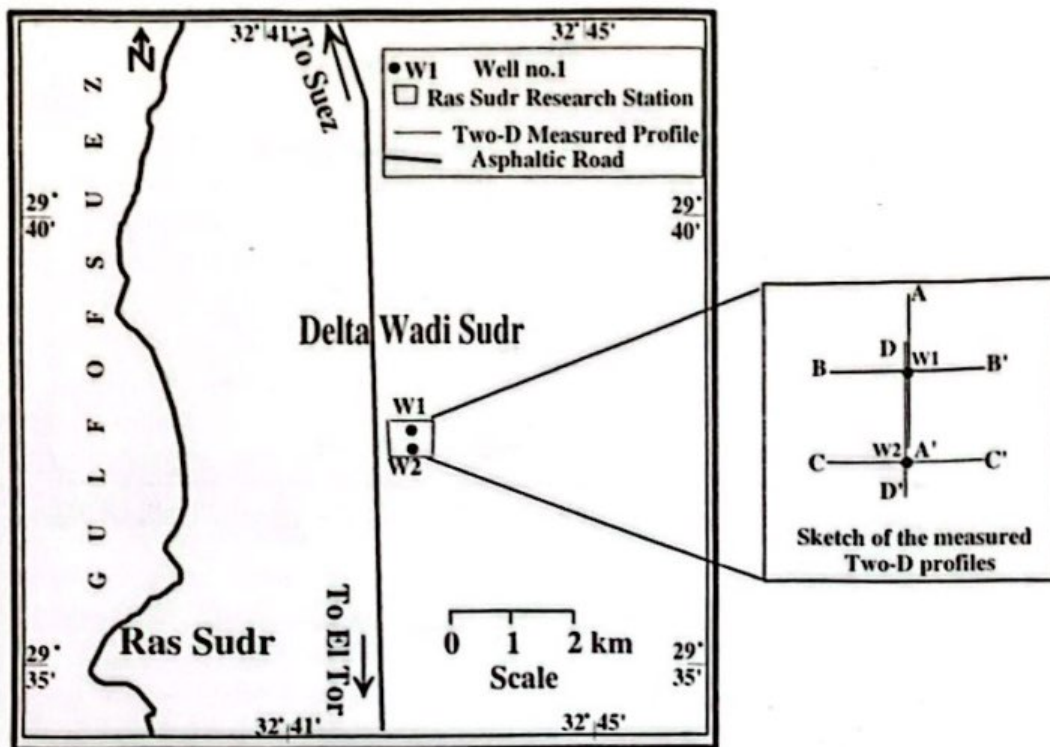 32° 41'
32° 45'
N
To Suez
W1 Well no.1
Ras Sudr Research Station
Two-D Measured Profile
Asphaltic Road
GULF OF SUEZ
29° 40'
29° 40'
Delta Wadi Sudr
W1
W2
A
D W1
B B'
W2 A'
C C'
D'
Sketch of the measured
Two-D profiles
To El Tor
0 1 2 km
Scale
Ras Sudr
29° 35'
29° 35'
32° 41'
32° 45'